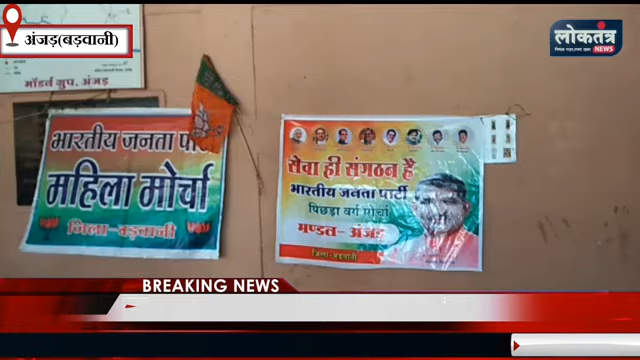 अंजड़(बड़वानी)
लोकतंत्र
NEWS
मॉडर्न ग्रुप, अंजड़
भारतीय जनता पा
महिला मोर्चा
जिला-बड़वानी
सेवा ही संगठन है
भारतीय जनता पार्टी
पिछड़ा वर्ग मोर्चा
मण्डल- अंजड़
जिला-बड़वानी
BREAKING NEWS